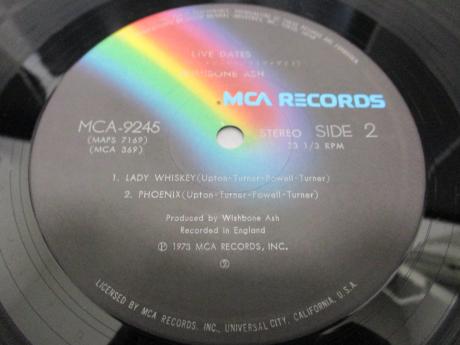 LIVE DATES
WISHBONE ASH
MCA RECORDS
MCA-9245
(MAPS 7169)
(MCA 369)
STEREO SIDE 2
33 1/3 RPM
1. LADY WHISKEY (Upton-Turner-Powell-Turner)
2. PHOENIX (Upton-Turner-Powell-Turner)
Produced by Wishbone Ash
Recorded in England
Ⓟ 1973 MCA RECORDS, INC.
LICENSED BY MCA RECORDS, INC., UNIVERSAL CITY, CALIFORNIA, U.S.A.